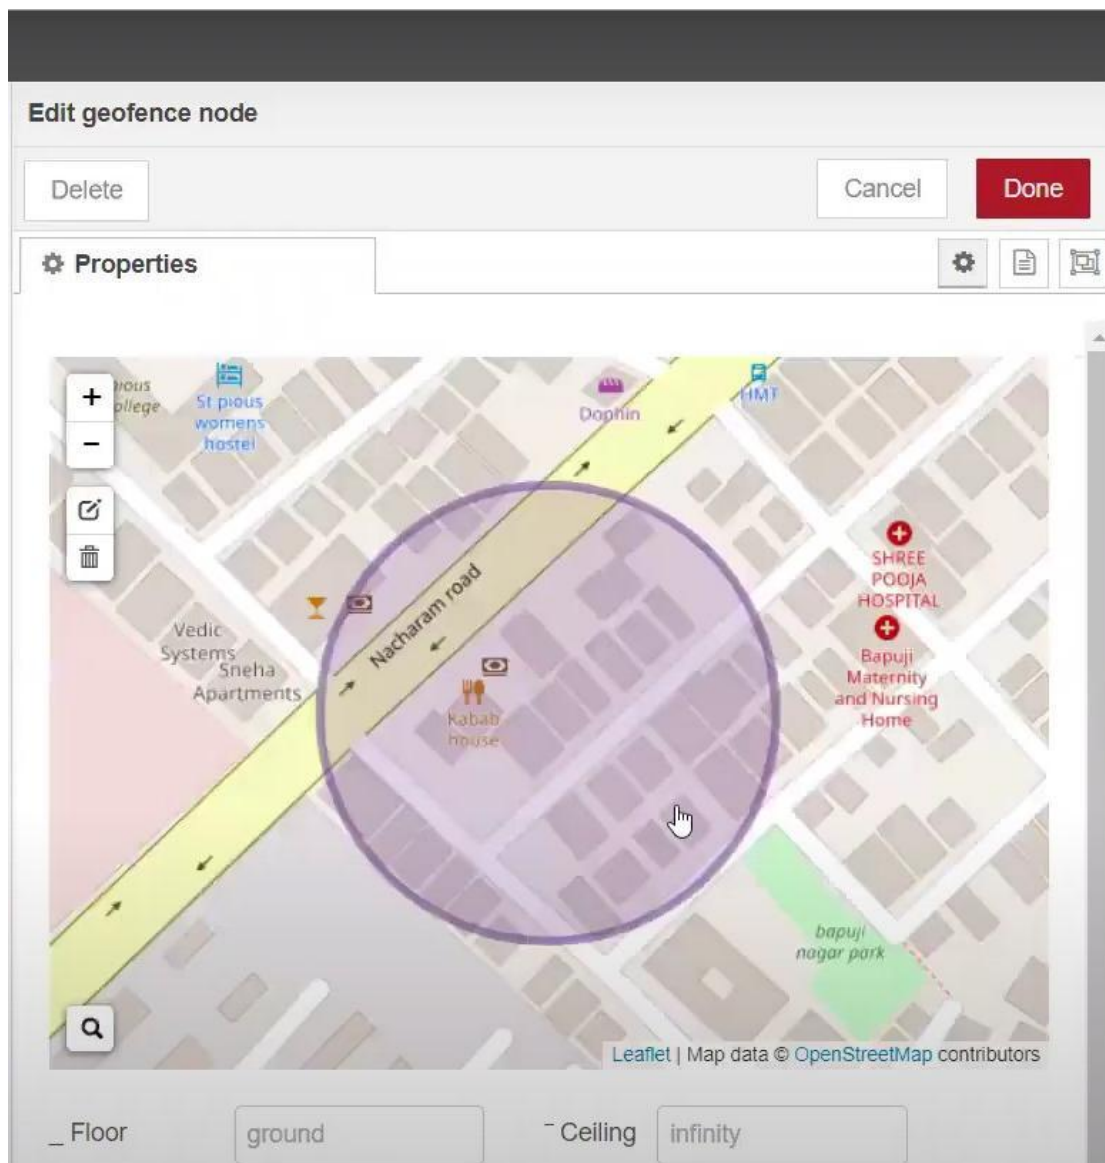 Edit geofence node
Delete
Cancel
Done
Properties
+
−
St pious
womens
hostel
Dophin
HMT
SHREE
POOJA
HOSPITAL
Nacharam road
Vedic
Systems
Sneha
Apartments
Bapuji
Maternity
and Nursing
Home
Kabab
house
bapuji
nagar park
Leaflet | Map data © OpenStreetMap contributors
_ Floor
ground
¯ Ceiling
infinity